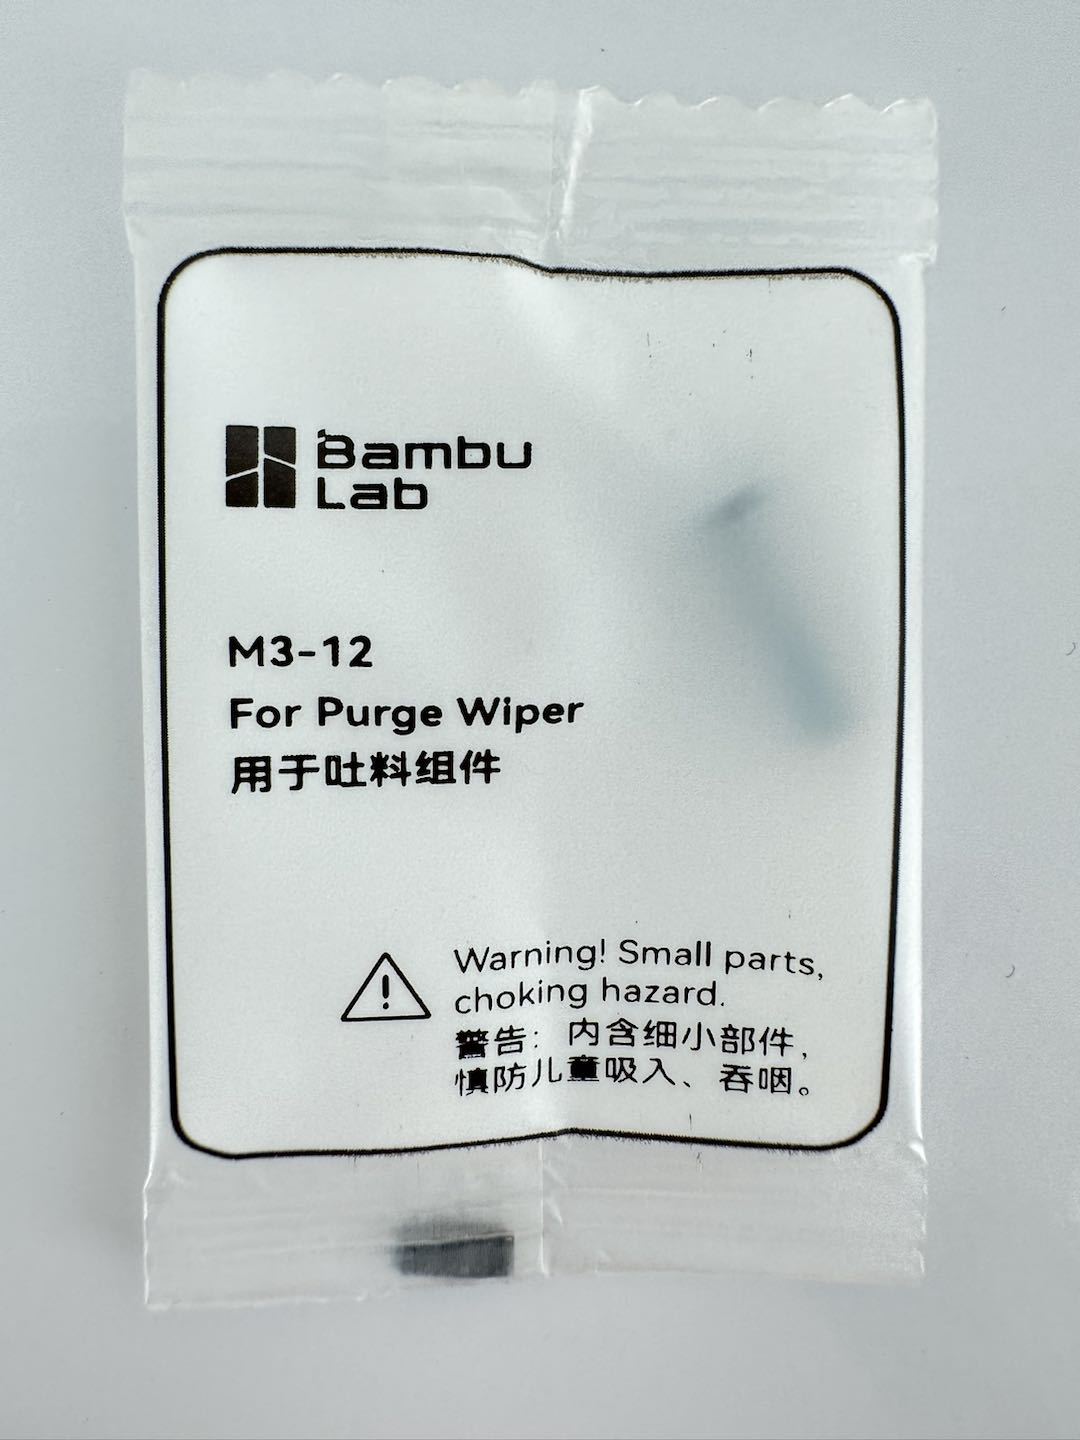 Bambu
Lab
M3-12
For Purge Wiper
用于吐料组件
Warning! Small parts,
choking hazard.
警告：内含细小部件，
慎防儿童吸入、吞咽。